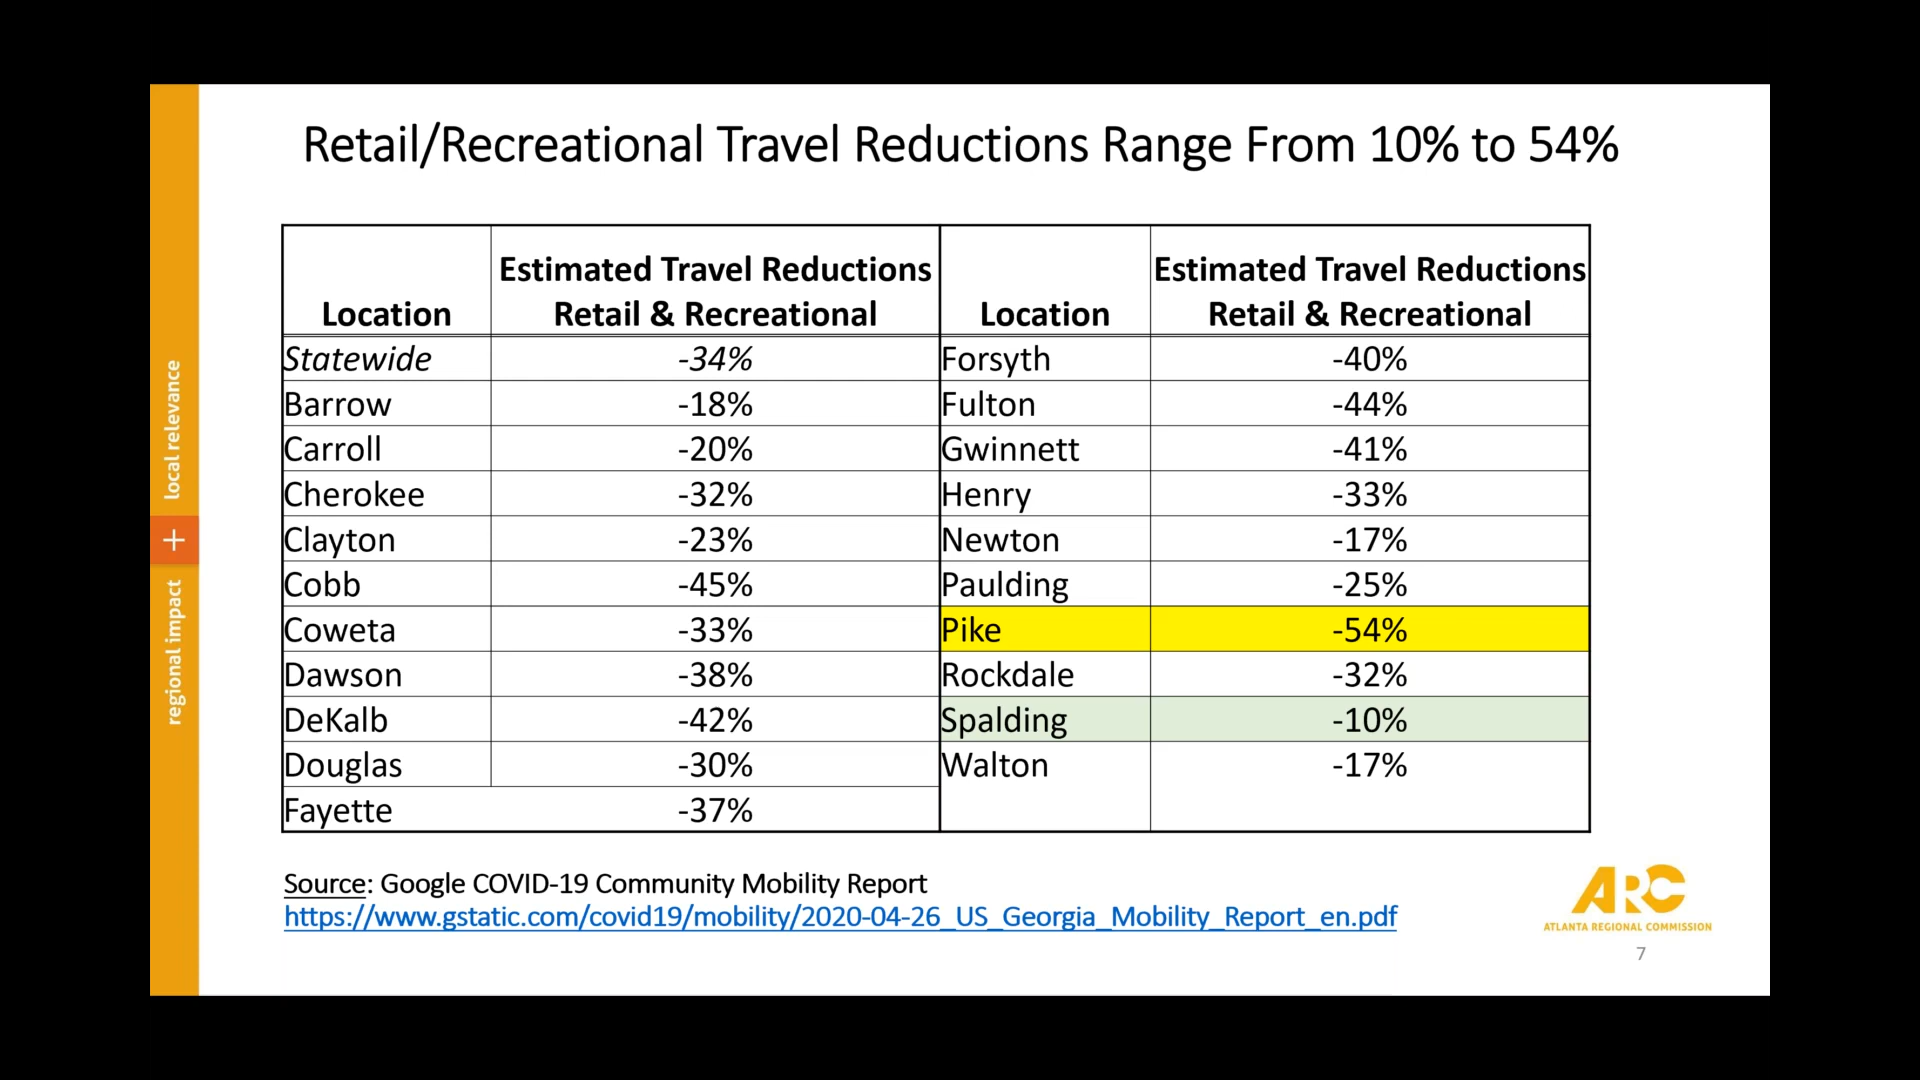 Retail/Recreational Travel Reductions Range From 10% to 54%
Location
Estimated Travel Reductions
Retail & Recreational
Location
Estimated Travel Reductions
Retail & Recreational
Statewide -34% Forsyth -40%
Barrow -18% Fulton -44%
Carroll -20% Gwinnett -41%
Cherokee -32% Henry -33%
Clayton -23% Newton -17%
Cobb -45% Paulding -25%
Coweta -33% Pike -54%
Dawson -38% Rockdale -32%
DeKalb -42% Spalding -10%
Douglas -30% Walton -17%
Fayette -37%
Source: Google COVID-19 Community Mobility Report
https://www.gstatic.com/covid19/mobility/2020-04-26_US_Georgia_Mobility_Report_en.pdf
regional impact + local relevance
ARC
ATLANTA REGIONAL COMMISSION
7